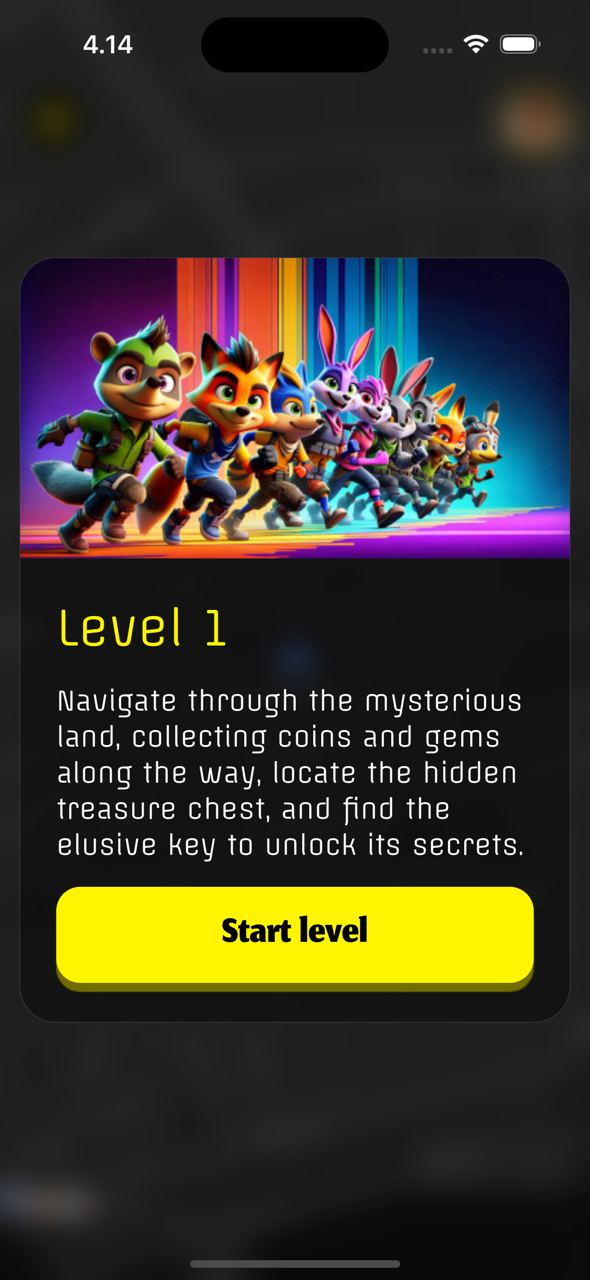 4.14
Level 1
Navigate through the mysterious
land, collecting coins and gems
along the way, locate the hidden
treasure chest, and find the
elusive key to unlock its secrets.
Start level